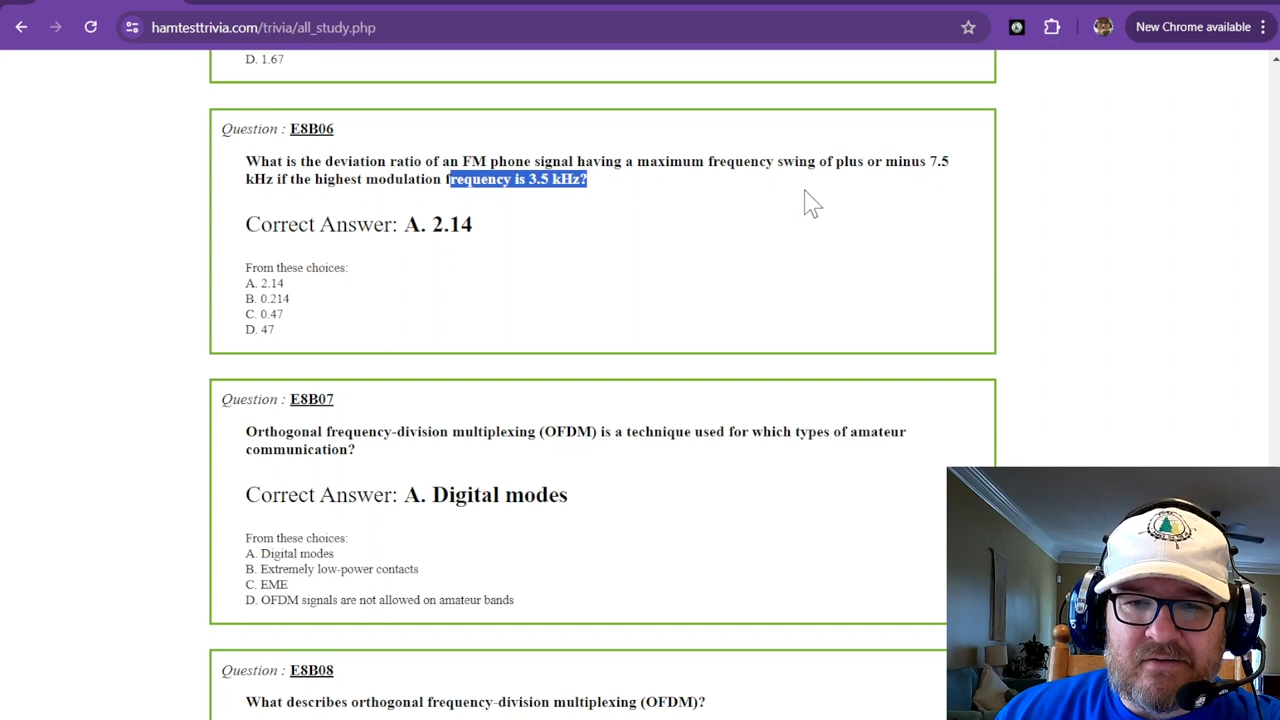 hamtesttrivia.com/trivia/all_study.php
New Chrome available
D. 1.67
Question : E8B06
What is the deviation ratio of an FM phone signal having a maximum frequency swing of plus or minus 7.5
kHz if the highest modulation frequency is 3.5 kHz?
Correct Answer: A. 2.14
From these choices:
A. 2.14
B. 0.214
C. 0.47
D. 47
Question : E8B07
Orthogonal frequency-division multiplexing (OFDM) is a technique used for which types of amateur
communication?
Correct Answer: A. Digital modes
From these choices:
A. Digital modes
B. Extremely low-power contacts
C. EME
D. OFDM signals are not allowed on amateur bands
Question : E8B08
What describes orthogonal frequency-division multiplexing (OFDM)?